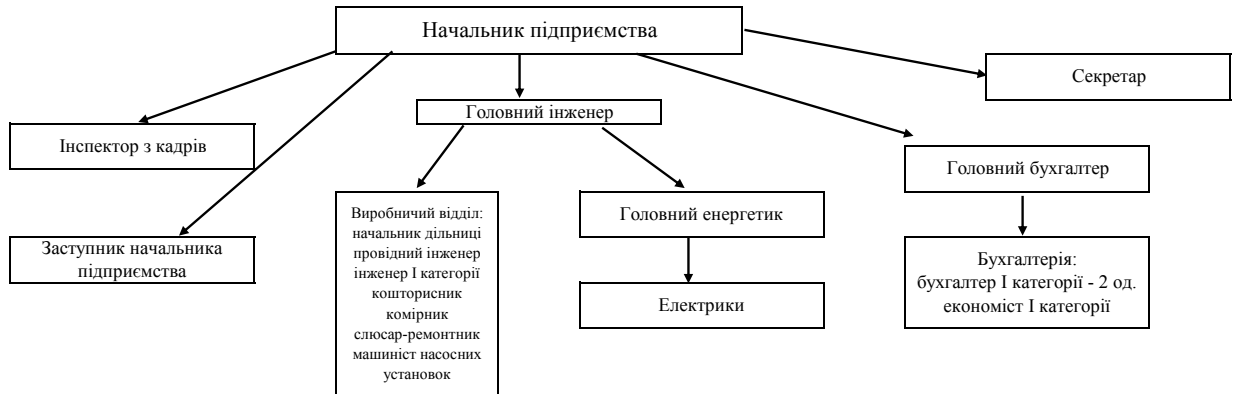 Начальник підприємства
Секретар
Головний інженер
Інспектор з кадрів
Головний бухгалтер
Виробничий відділ:
начальник дільниці
провідний інженер
інженер І категорії
кошторисник
комірник
слюсар-ремонтник
машиніст насосних
установок
Головний енергетик
Заступник начальника
підприємства
Бухгалтерія:
бухгалтер І категорії - 2 од.
економіст І категорії
Електрики